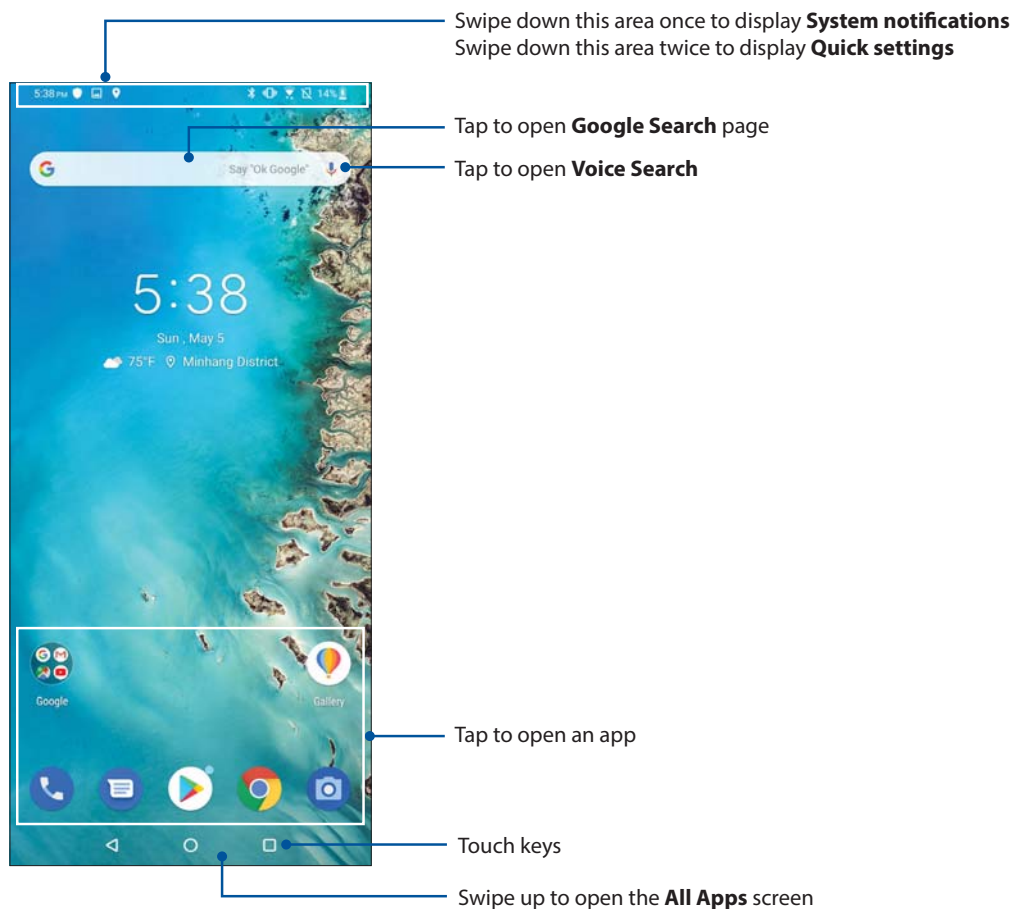 Swipe down this area once to display System notifications
Swipe down this area twice to display Quick settings
5:38 PM 14%
Tap to open Google Search page
Say "Ok Google"
Tap to open Voice Search
5:38
Sun , May 5
75°F Minhang District
Google
Gallery
Tap to open an app
Touch keys
Swipe up to open the All Apps screen